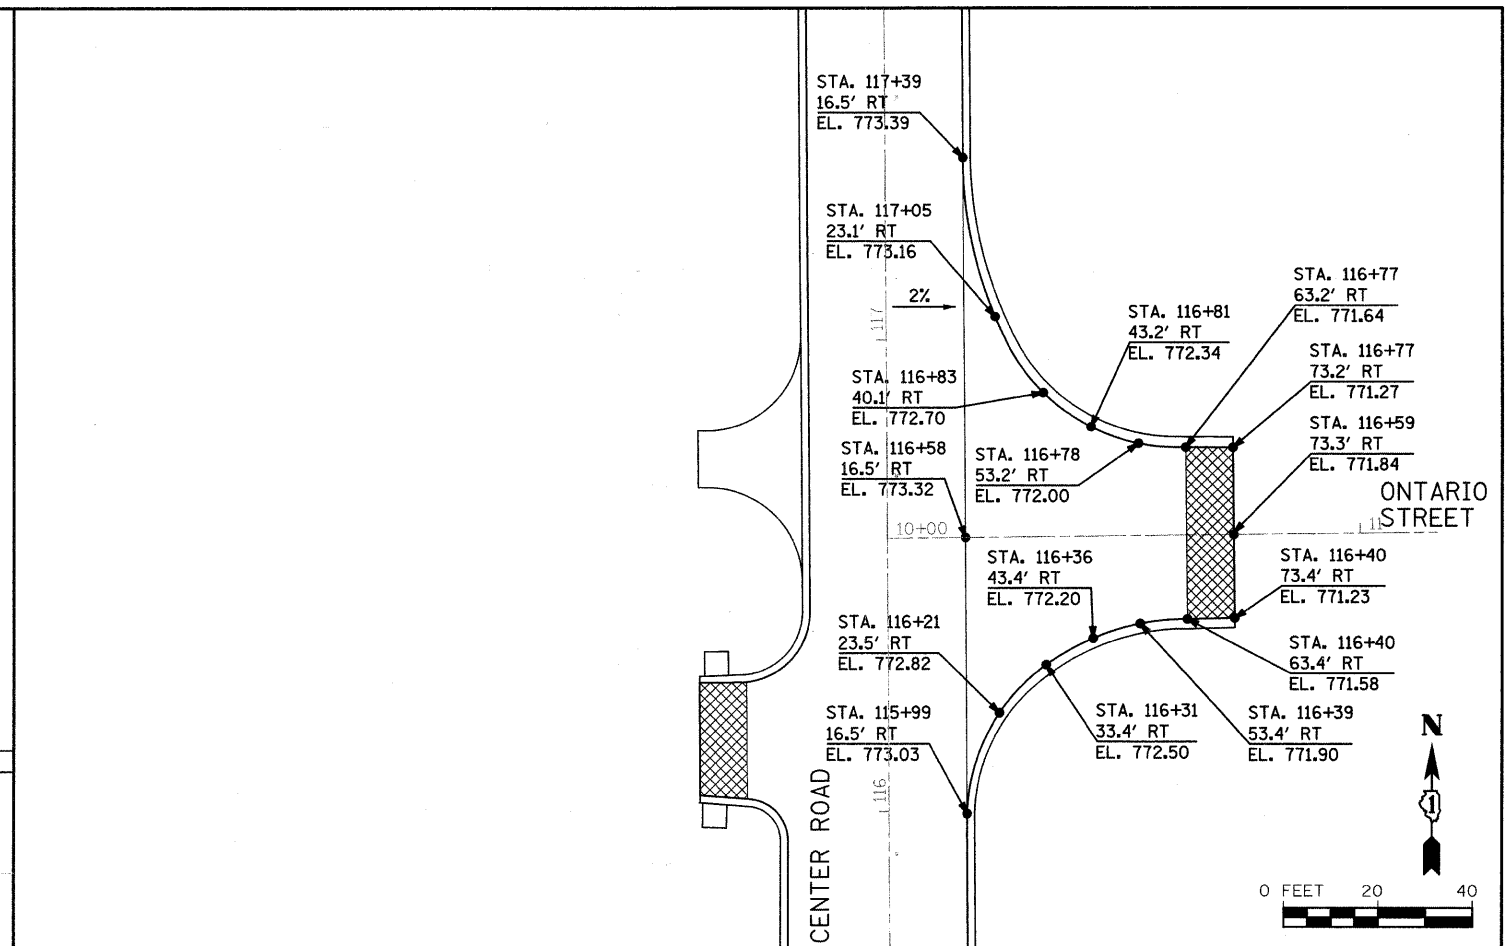 STA. 117+39
16.5' RT
EL. 773.39
STA. 117+05
23.1' RT
EL. 773.16
2%
117
STA. 116+77
63.2' RT
EL. 771.64
STA. 116+81
43.2' RT
EL. 772.34
STA. 116+77
73.2' RT
EL. 771.27
STA. 116+83
40.1' RT
EL. 772.70
STA. 116+59
73.3' RT
EL. 771.84
STA. 116+58
16.5' RT
EL. 773.32
STA. 116+78
53.2' RT
EL. 772.00
ONTARIO
STREET
10+00
11
STA. 116+36
43.4' RT
EL. 772.20
STA. 116+40
73.4' RT
EL. 771.23
STA. 116+21
23.5' RT
EL. 772.82
STA. 116+40
63.4' RT
EL. 771.58
STA. 115+99
16.5' RT
EL. 773.03
STA. 116+31
33.4' RT
EL. 772.50
STA. 116+39
53.4' RT
EL. 771.90
116
CENTER ROAD
N
1
0 FEET 20 40